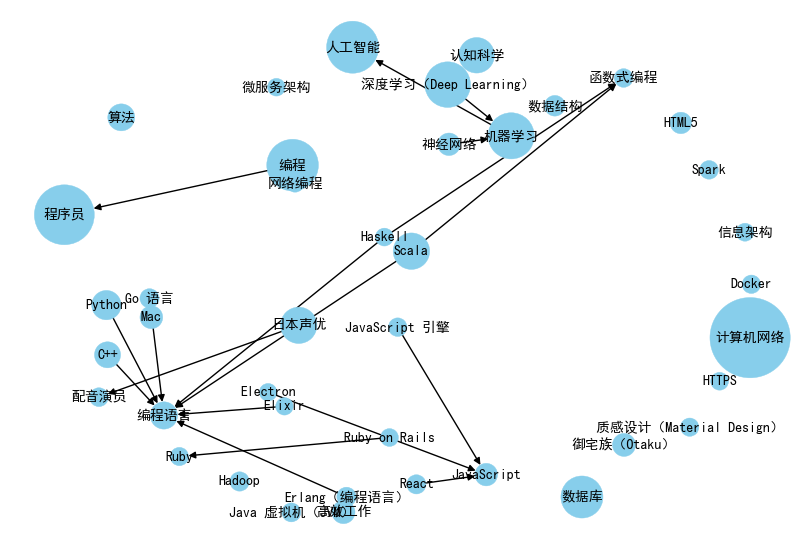 人工智能
认知科学
函数式编程
深度学习（Deep Learning）
微服务架构
数据结构
算法
HTML5
机器学习
神经网络
编程
Spark
网络编程
程序员
信息架构
Haskell
Scala
Docker
Go 语言
Python
Mac
日本声优
JavaScript 引擎
计算机网络
C++
HTTPS
Electron
配音演员
Elixir
编程语言
质感设计（Material Design）
Ruby on Rails
御宅族（Otaku）
Ruby
JavaScript
Hadoop
React
Erlang（编程语言）
数据库
Java 虚拟机（JVM）